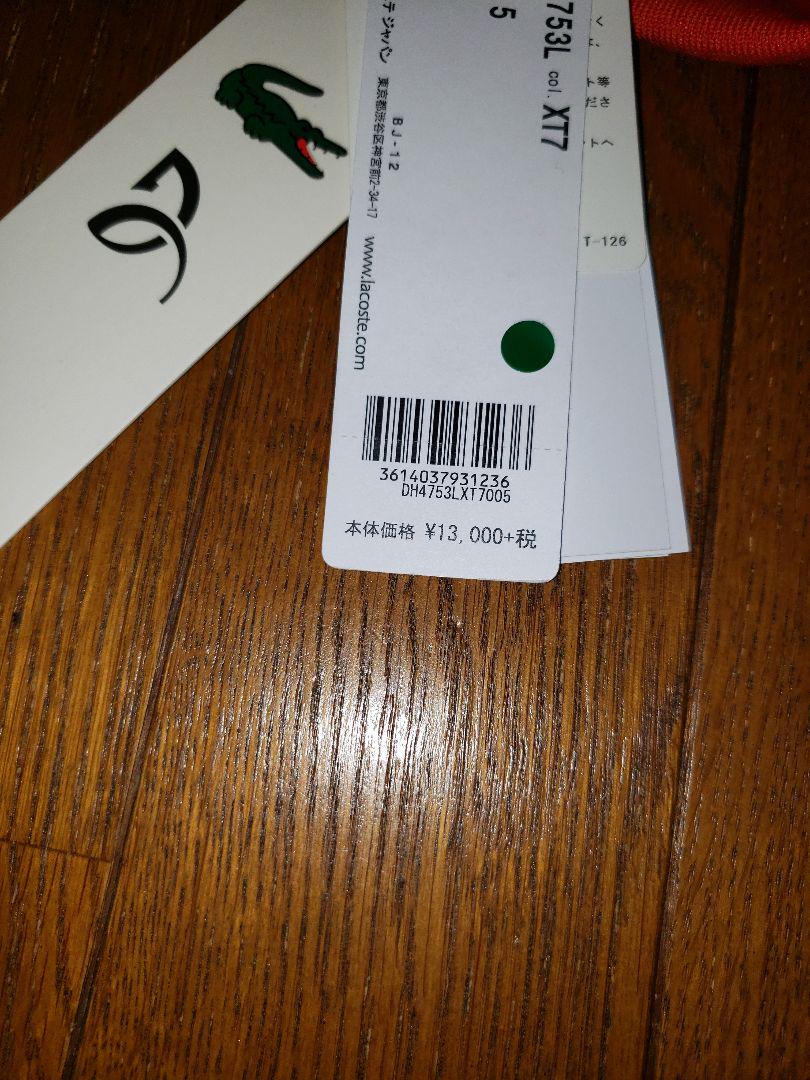 753L col. XT7
5
テ ジャパン
BJ-12
東京都渋谷区神宮前2-34-17
www.lacoste.com
3614037931236
DH4753LXT7005
本体価格 ¥13,000+税
T-126